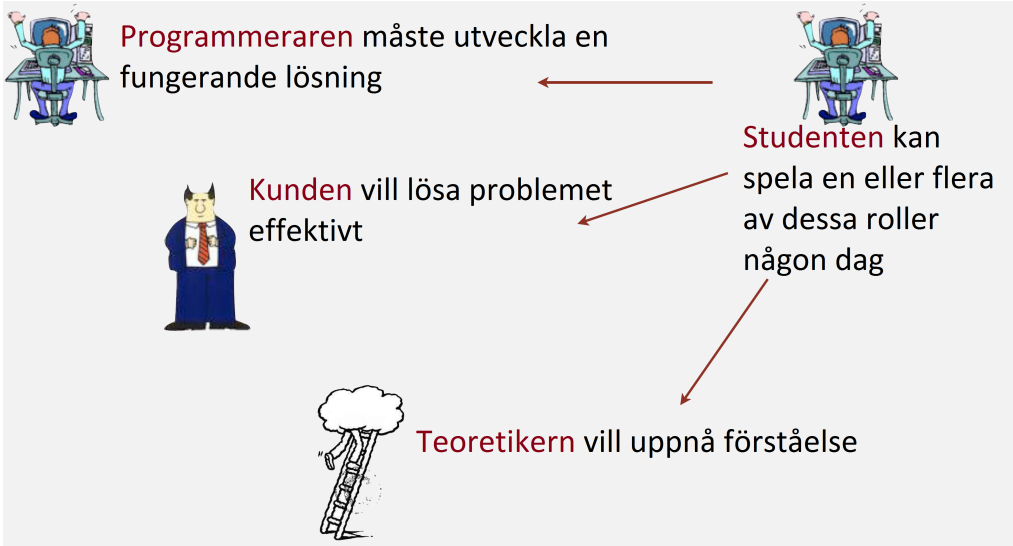 Programmeraren måste utveckla en
fungerande lösning
Studenten kan
spela en eller flera
av dessa roller
någon dag
Kunden vill lösa problemet
effektivt
Teoretikern vill uppnå förståelse